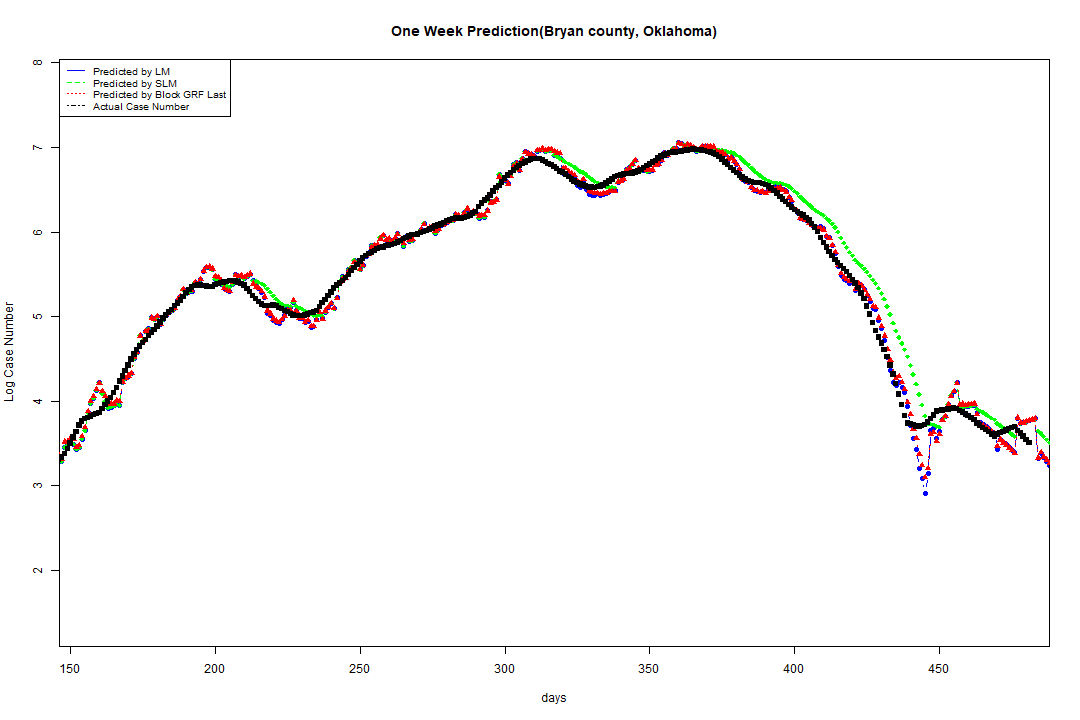 One Week Prediction(Bryan county, Oklahoma)
8
Predicted by LM
Predicted by SLM
Predicted by Block GRF Last
Actual Case Number
7
6
5
4
3
2
Log Case Number
150 200 250 300 350 400 450
days